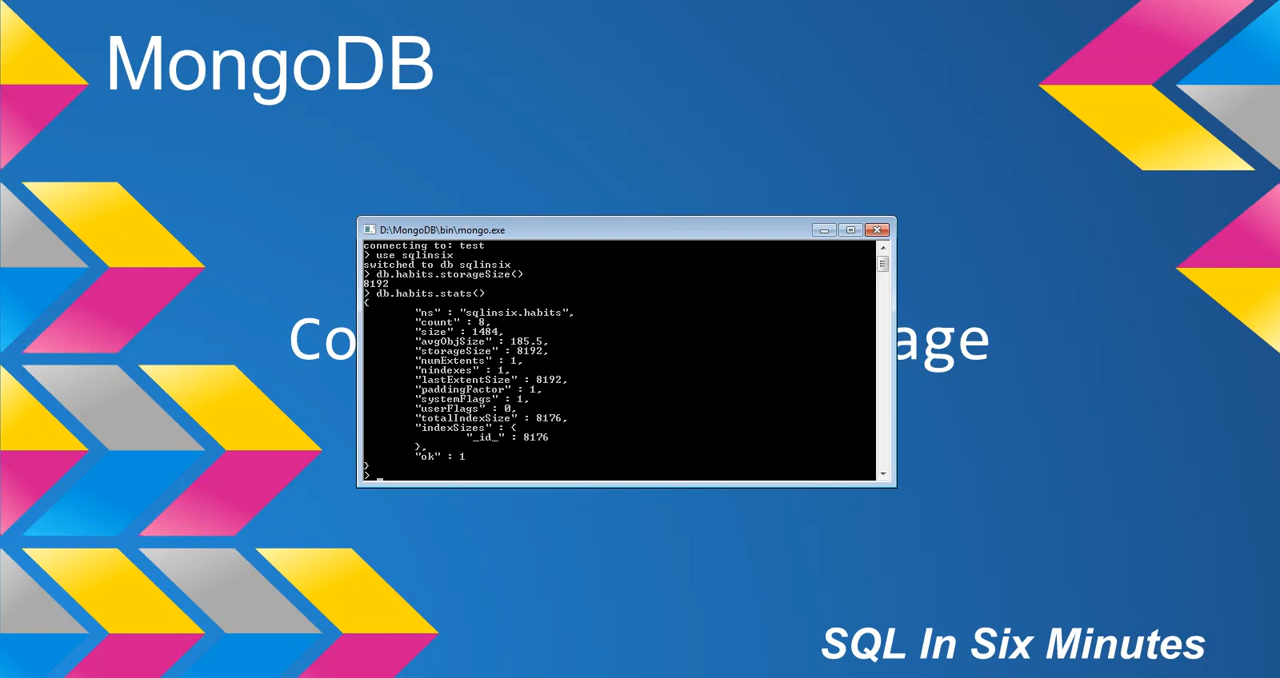 MongoDB
D:\MongoDB\bin\mongo.exe
connecting to: test
> use sqlinsix
switched to db sqlinsix
> db.habits.storageSize()
8192
> db.habits.stats()
{
"ns" : "sqlinsix.habits",
"count" : 8,
"size" : 1484,
"avgObjSize" : 185.5,
"storageSize" : 8192,
"numExtents" : 1,
"nindexes" : 1,
"lastExtentSize" : 8192,
"paddingFactor" : 1,
"systemFlags" : 1,
"userFlags" : 0,
"totalIndexSize" : 8176,
"indexSizes" : {
"_id_" : 8176
},
"ok" : 1
}
> _
Co age
SQL In Six Minutes